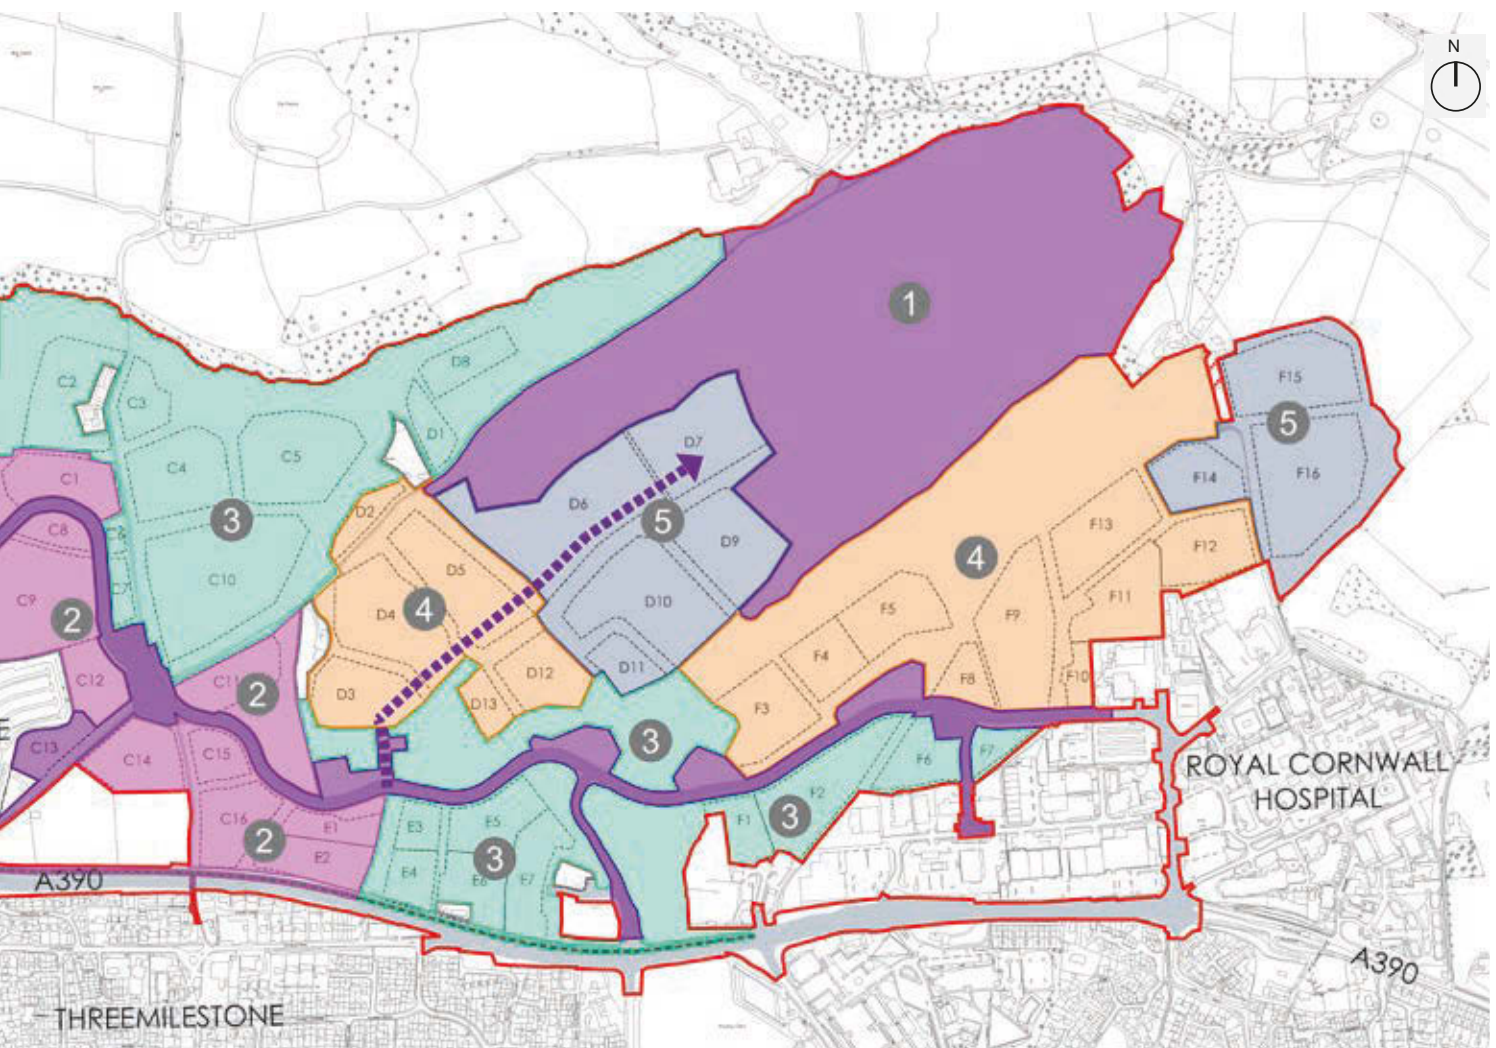 N
1
D8
F15
C2
C3
5
D1
D7
C5
C4
F16
C1
F14
D6
D2
3
5
F13
C8
D9
F12
4
D5
C10
C7
F11
C9
D10
4
D4
F5
2
F9
F4
D11
D12
C12
C11
F8
F10
2
D3
D13
F3
3
C13
C15
F7
C14
F6
ROYAL CORNWALL
HOSPITAL
F2
3
C16
E1
E3
E5
F1
2
E2
3
E4
E6
E7
A390
A390
THREEMILESTONE